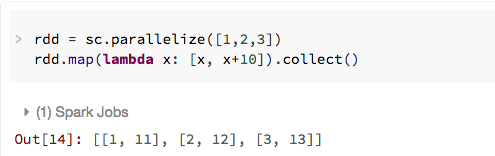 > rdd = sc.parallelize([1,2,3])
rdd.map(lambda x: [x, x+10]).collect()
(1) Spark Jobs
Out[14]: [[1, 11], [2, 12], [3, 13]]